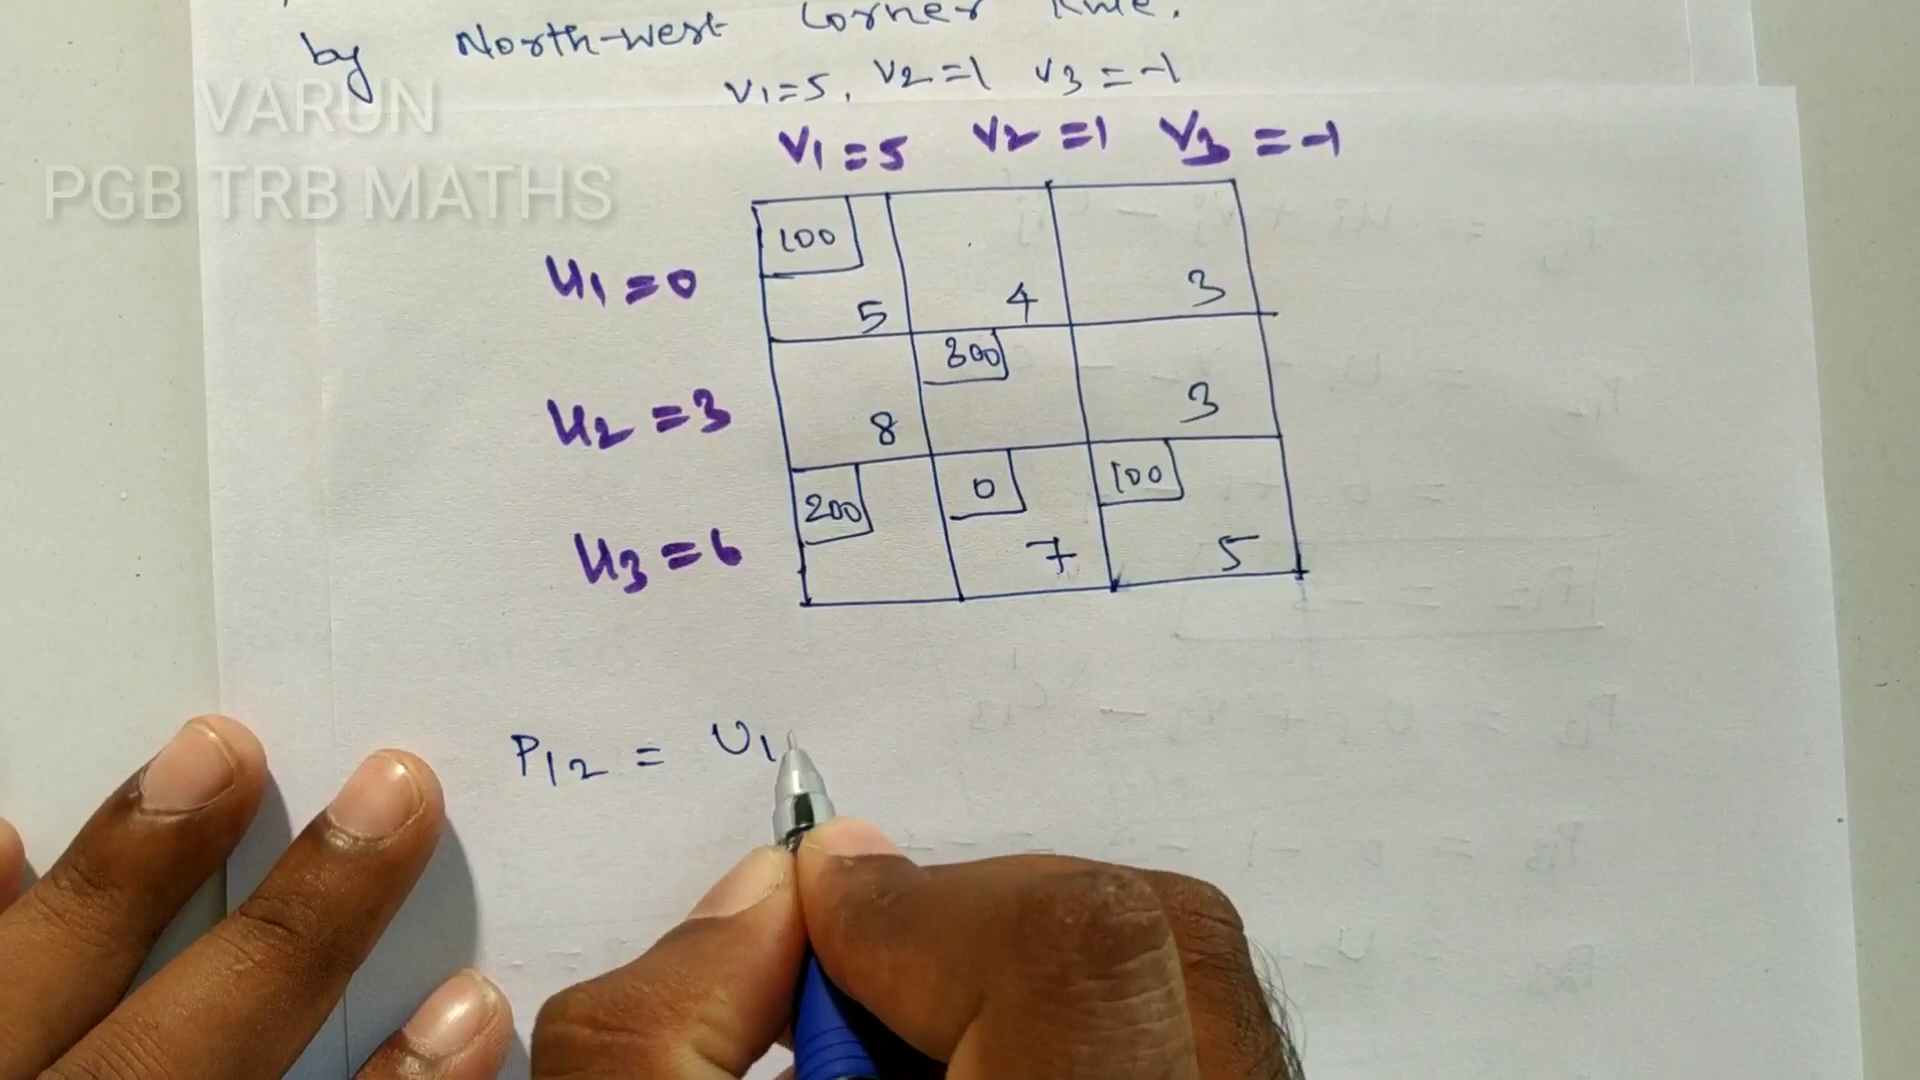 by North-west Corner Rule.
V1=5, V2=1 V3=-1
VARUN
PGB TRB MATHS
V1=5 V2=1 V3=-1
100
U1=0 5 4 3
300
U2=3 8 3
200 0 100
U3=6 7 5
P12 = U1